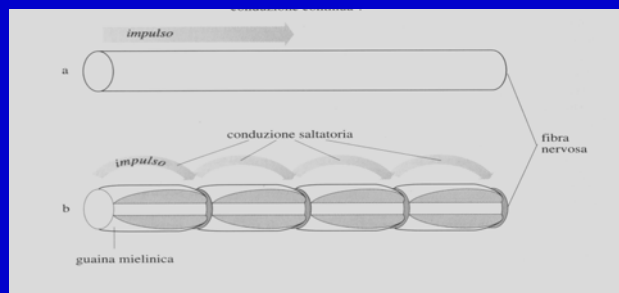 impulso
a
conduzione saltatoria
fibra
nervosa
impulso
b
guaina mielinica